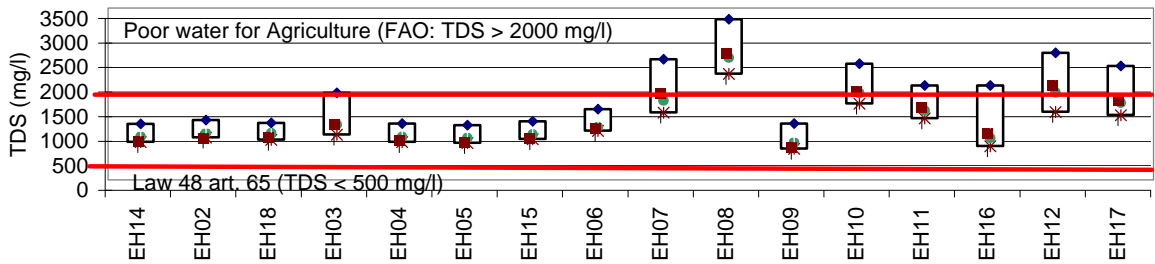 3500
Poor water for Agriculture (FAO: TDS > 2000 mg/l)
3000
2500
2000
1500
1000
500
0
TDS (mg/l)
Law 48 art. 65 (TDS < 500 mg/l)
EH14
EH02
EH18
EH03
EH04
EH05
EH15
EH06
EH07
EH08
EH09
EH10
EH11
EH16
EH12
EH17